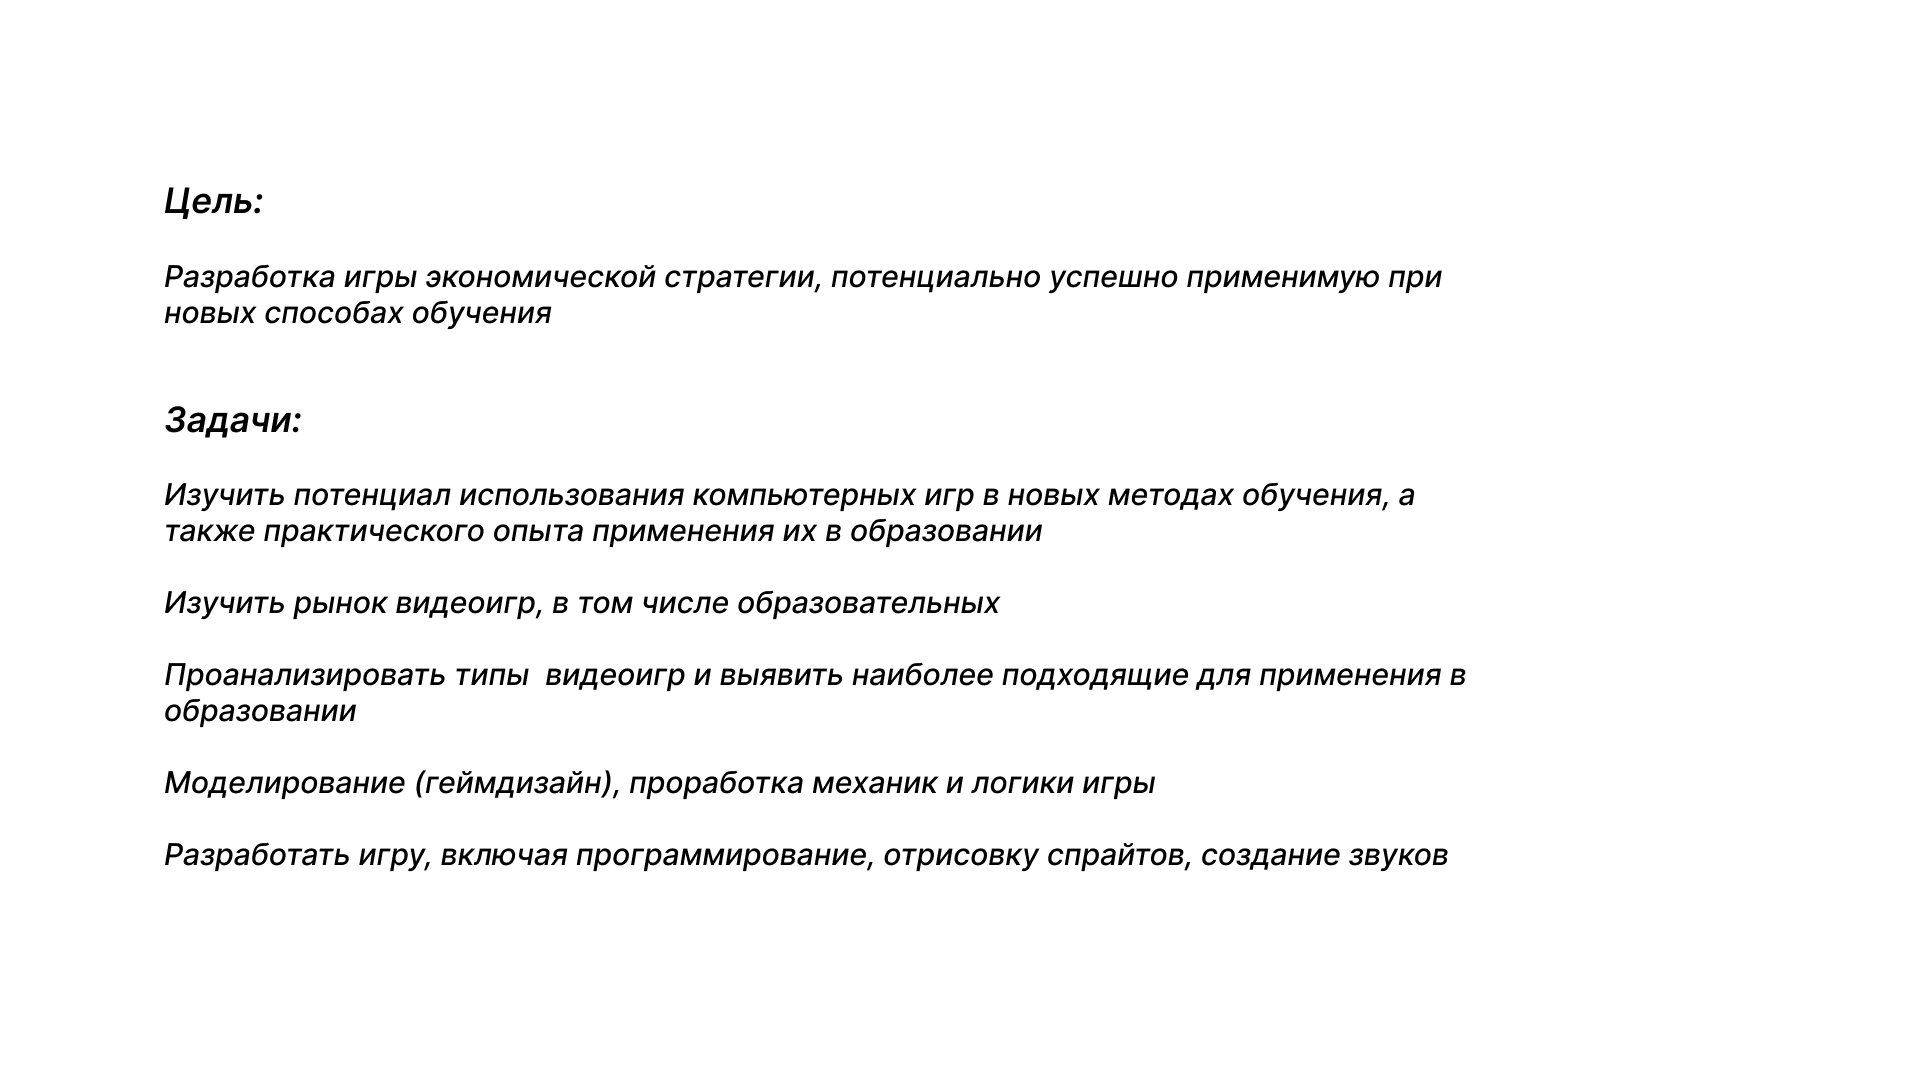 Цель:
Разработка игры экономической стратегии, потенциально успешно применимую при
новых способах обучения
Задачи:
Изучить потенциал использования компьютерных игр в новых методах обучения, а
также практического опыта применения их в образовании
Изучить рынок видеоигр, в том числе образовательных
Проанализировать типы  видеоигр и выявить наиболее подходящие для применения в
образовании
Моделирование (геймдизайн), проработка механик и логики игры
Разработать игру, включая программирование, отрисовку спрайтов, создание звуков